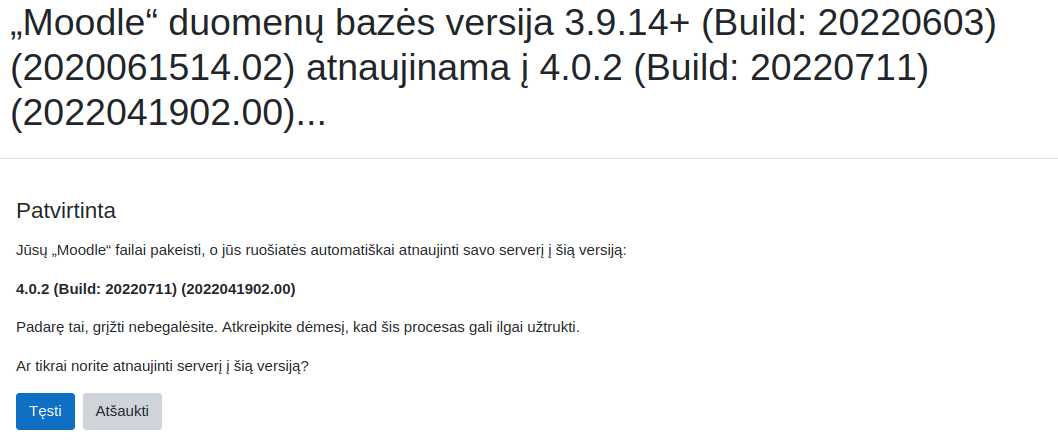 „Moodle“ duomenų bazės versija 3.9.14+ (Build: 20220603)
(2020061514.02) atnaujinama į 4.0.2 (Build: 20220711)
(2022041902.00)...
Patvirtinta
Jūsų „Moodle“ failai pakeisti, o jūs ruošiatės automatiškai atnaujinti savo serverį į šią versiją:
4.0.2 (Build: 20220711) (2022041902.00)
Padarę tai, grįžti nebegalėsite. Atkreipkite dėmesį, kad šis procesas gali ilgai užtrukti.
Ar tikrai norite atnaujinti serverį į šią versiją?
Tęsti Atšaukti